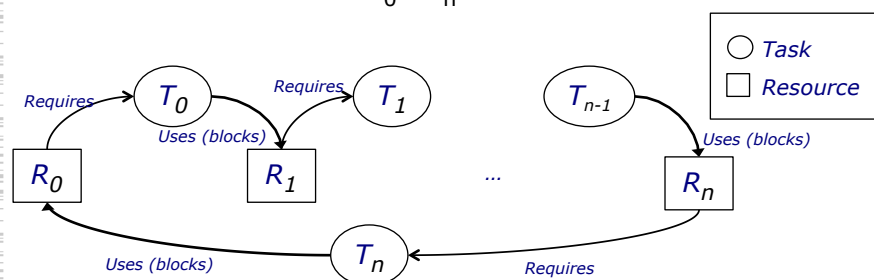 0 n
Task
Resource
Requires
T0
Requires
T1
Tn-1
Uses (blocks)
Uses (blocks)
R0
R1
...
Rn
Tn
Uses (blocks)
Requires